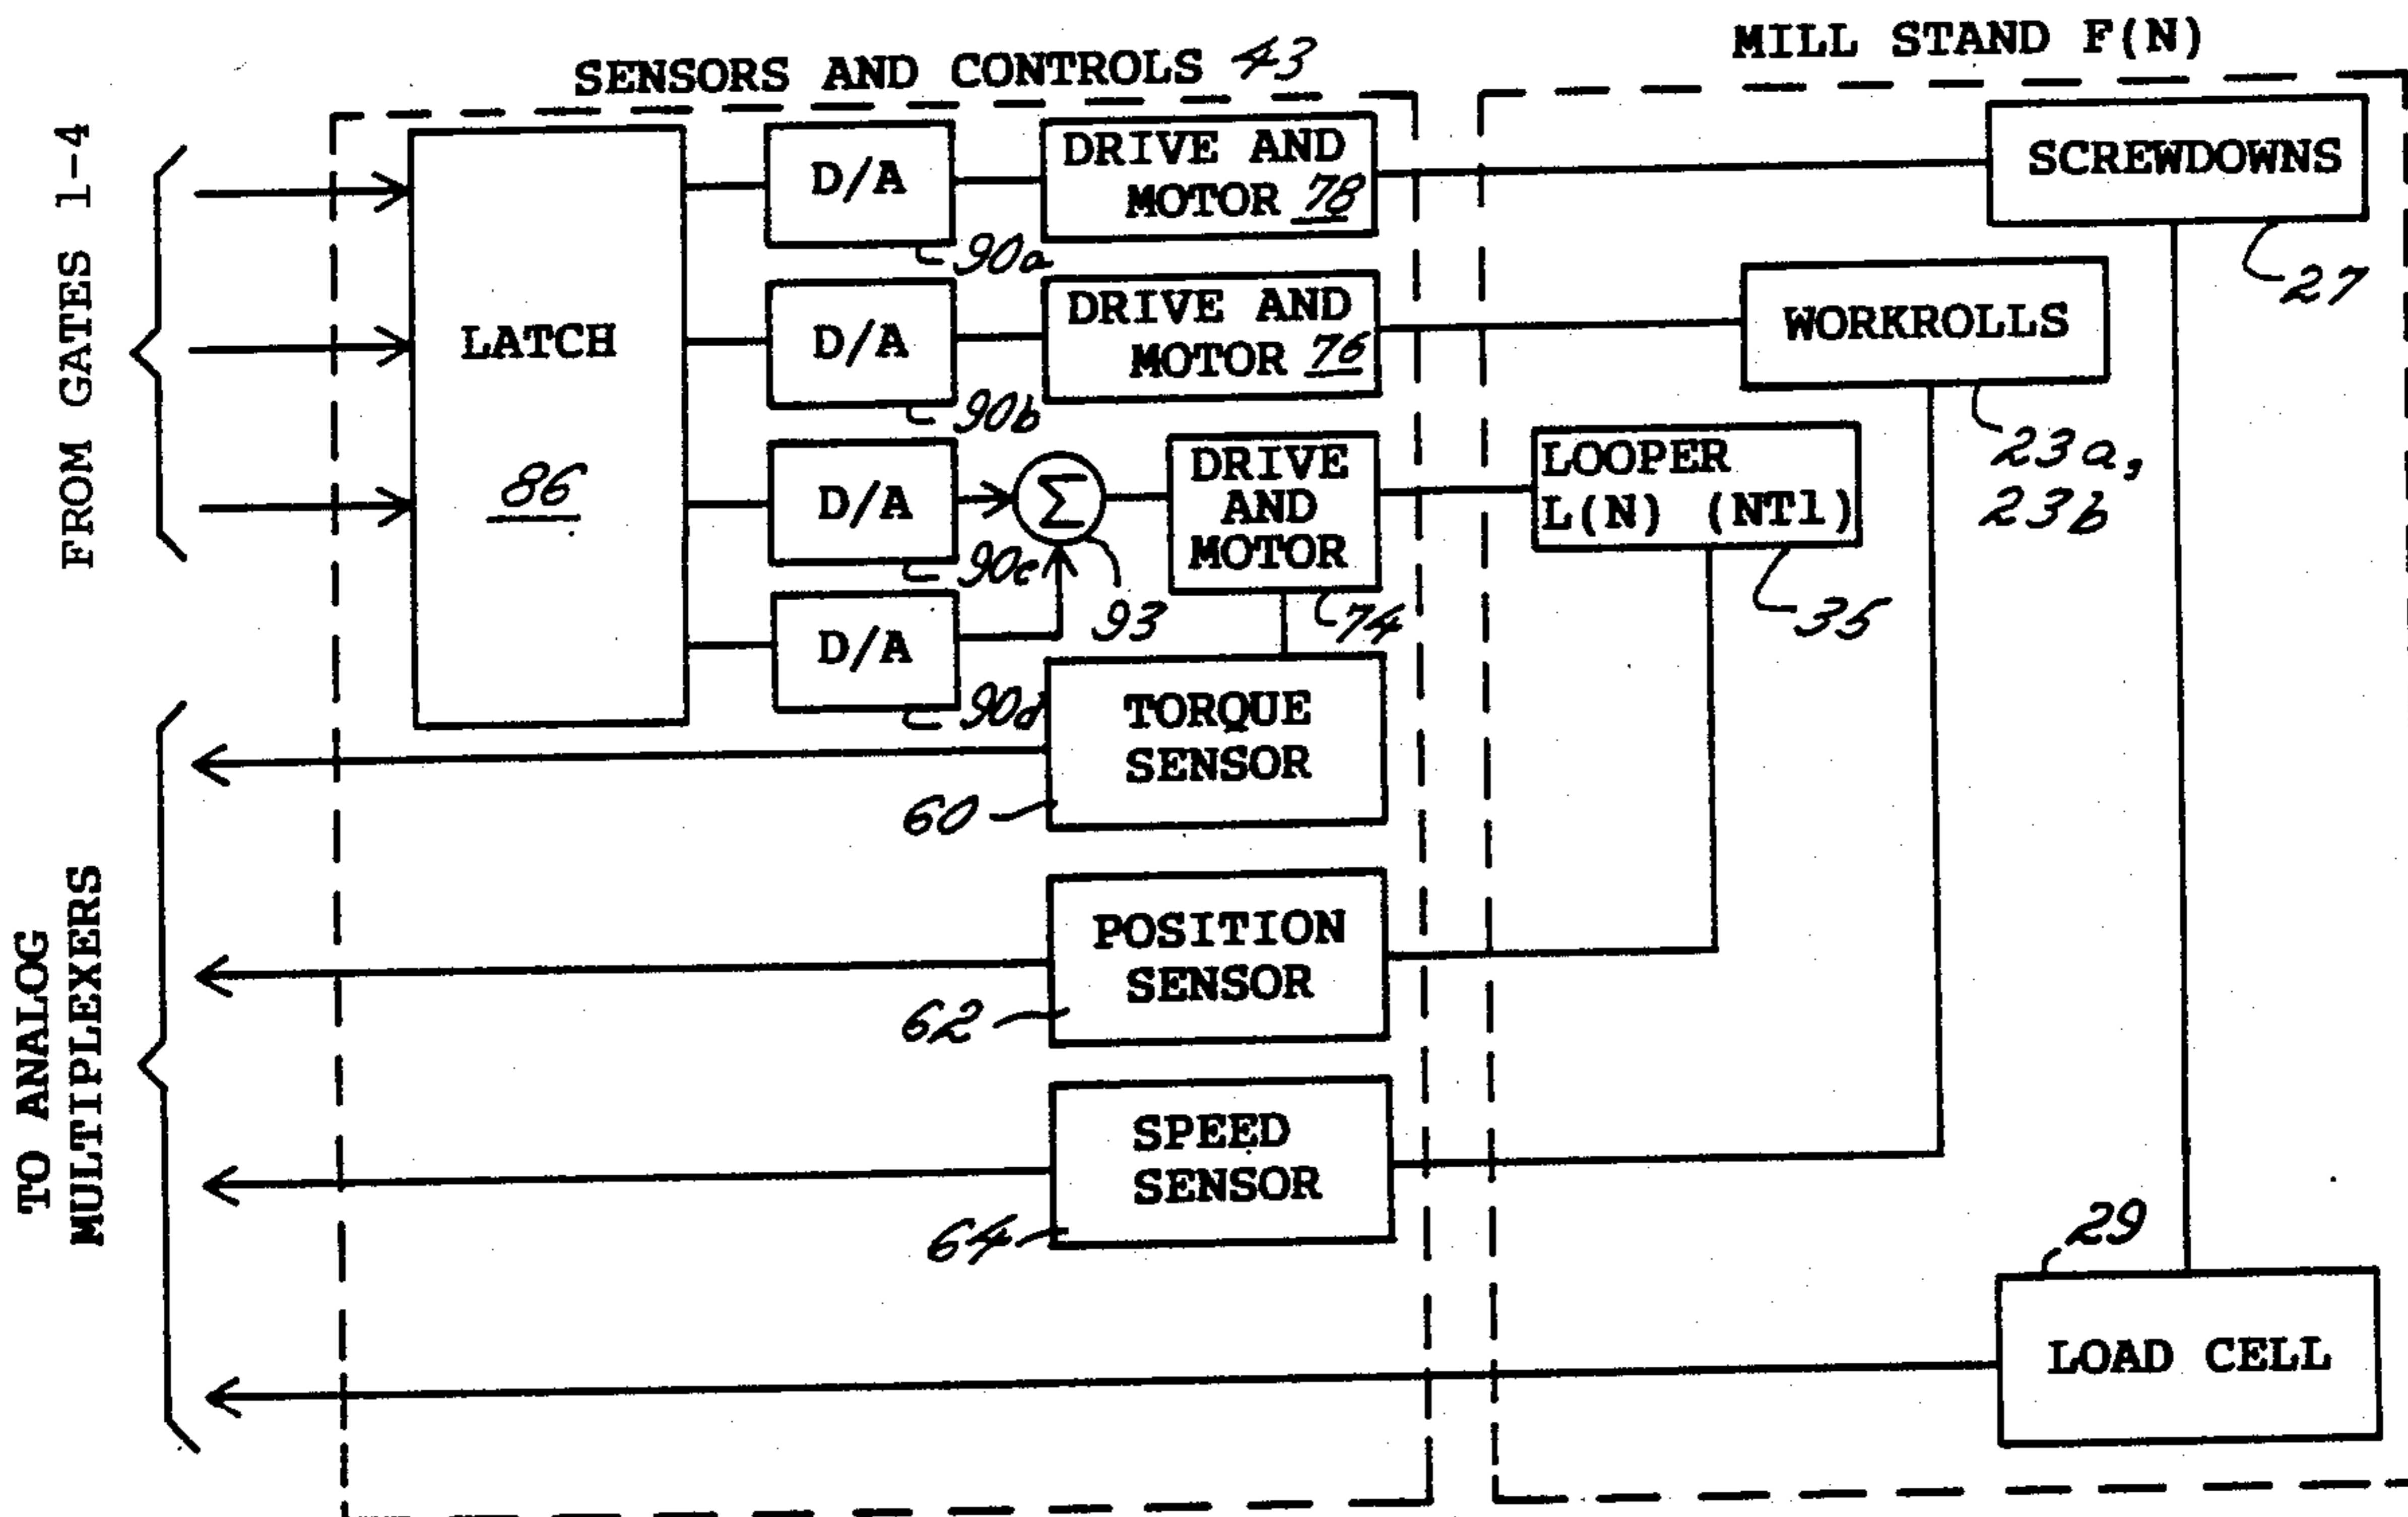 SENSORS AND CONTROLS 43
MILL STAND F(N)
FROM GATES 1-4
LATCH
86
D/A
90a
DRIVE AND
MOTOR 78
SCREWDOWNS
27
D/A
90b
DRIVE AND
MOTOR 76
WORKROLLS
23a,
23b
D/A
90c
Σ
93
DRIVE
AND
MOTOR
74
LOOPER
L(N) (NT1)
35
D/A
90d
TORQUE
SENSOR
60
TO ANALOG
MULTIPLEXERS
POSITION
SENSOR
62
SPEED
SENSOR
64
29
LOAD CELL